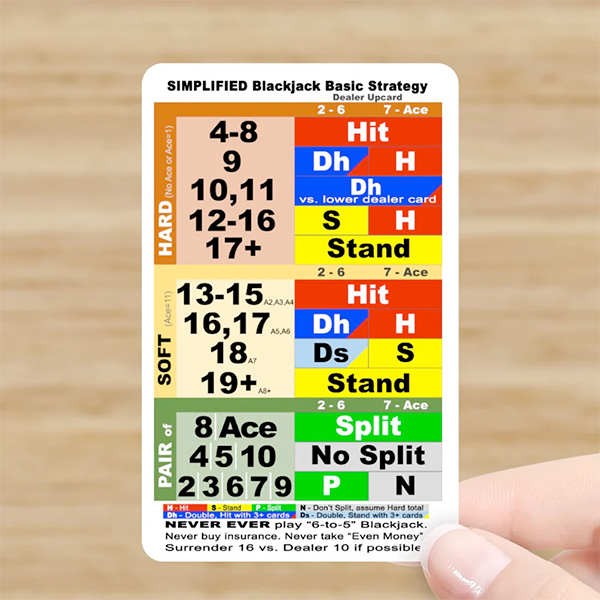 SIMPLIFIED Blackjack Basic Strategy
Dealer Upcard
2 - 6 7 - Ace
HARD (No Ace or Ace=1)
4-8 Hit
9 Dh H
10,11 Dh
vs. lower dealer card
12-16 S H
17+ Stand
2 - 6 7 - Ace
SOFT (Ace=11)
13-15 A2,A3,A4 Hit
16,17 A5,A6 Dh H
18 A7 Ds S
19+ A8+ Stand
2 - 6 7 - Ace
PAIR of
8 Ace Split
4 5 10 No Split
2 3 6 7 9 P N
H - Hit S - Stand P - Split N - Don't Split, assume Hard total
Dh - Double, Hit with 3+ cards Ds - Double, Stand with 3+ cards
NEVER EVER play "6-to-5" Blackjack.
Never buy insurance. Never take "Even Money"
Surrender 16 vs. Dealer 10 if possible